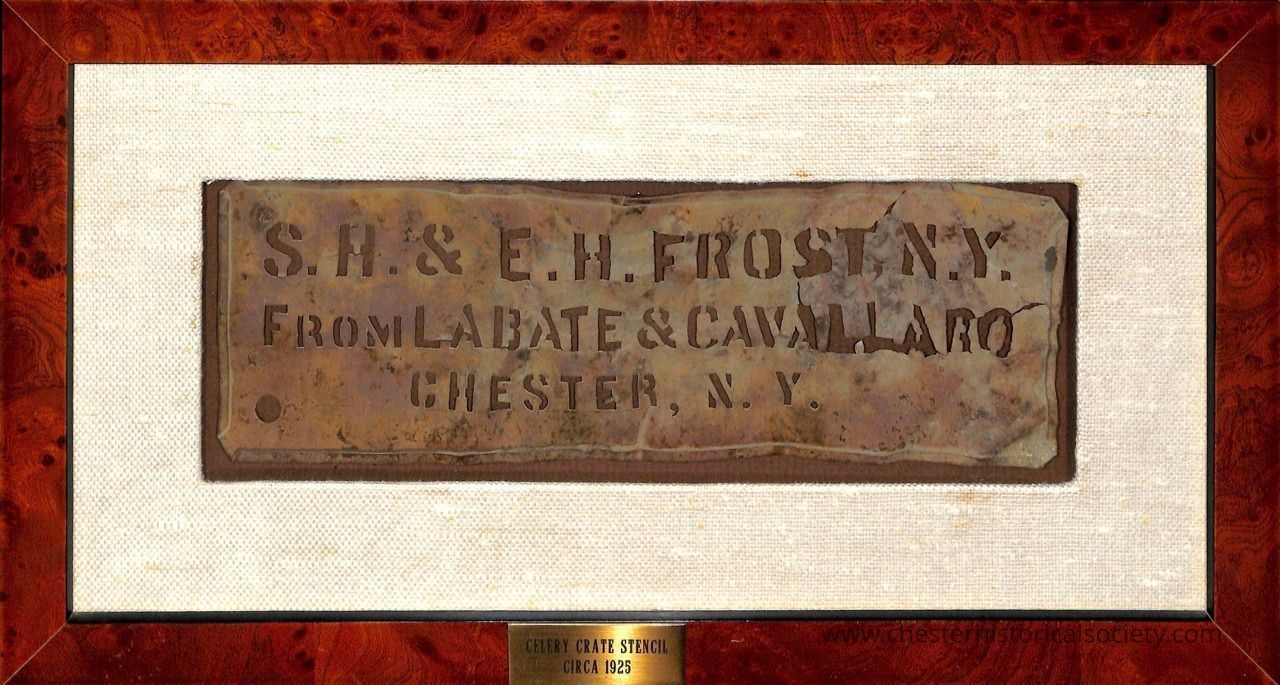 S. H. & E. H. FROST, N.Y.
FROM LABATE & CAVALLARO
CHESTER, N. Y.
CELERY CRATE STENCIL
CIRCA 1925
www.chesterhistoricalsociety.com